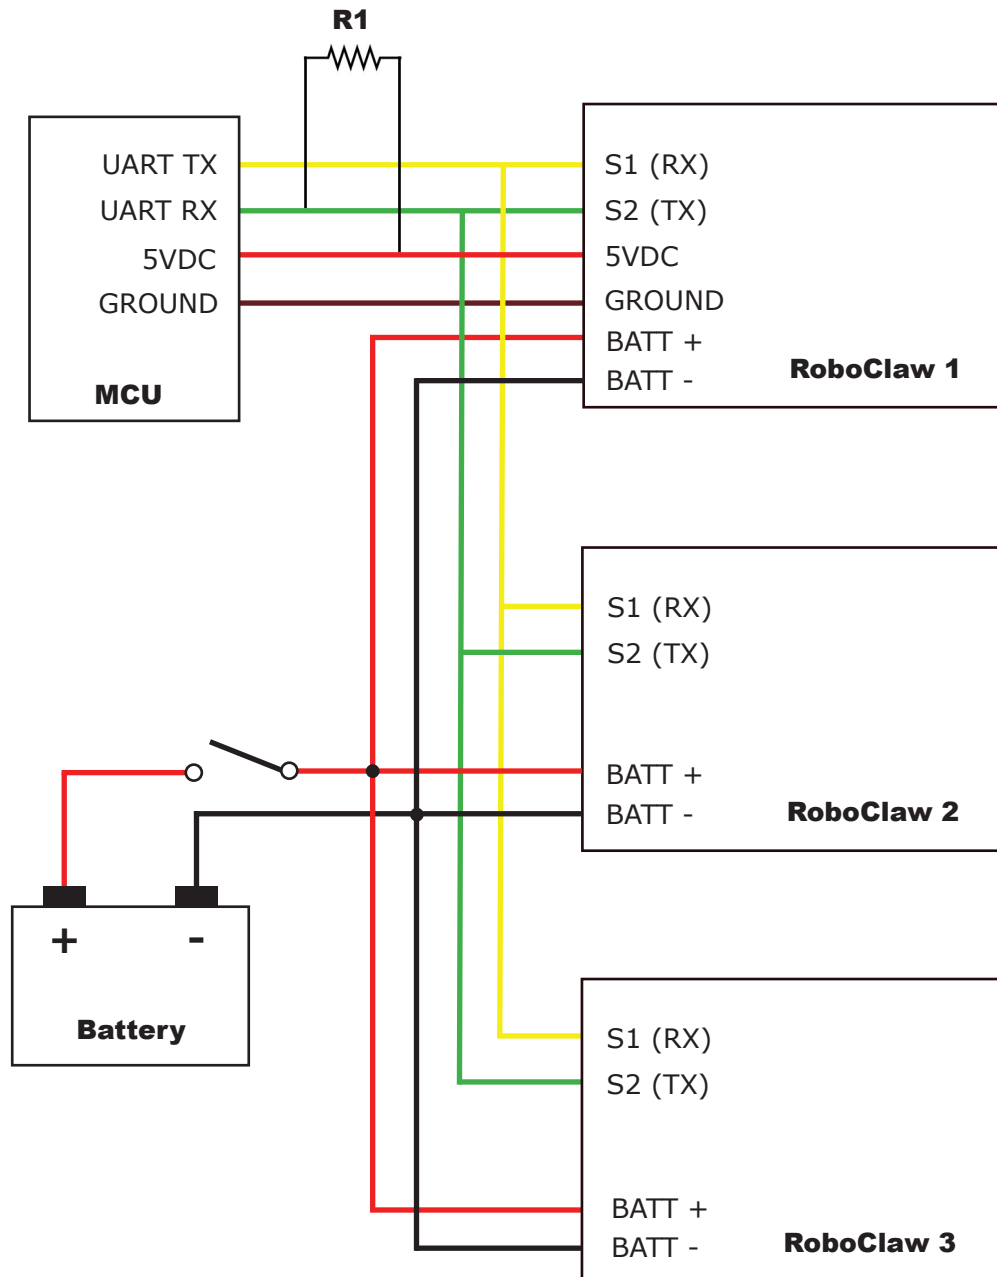 R1
UART TX
UART RX
5VDC
GROUND
MCU
S1 (RX)
S2 (TX)
5VDC
GROUND
BATT +
BATT -
RoboClaw 1
S1 (RX)
S2 (TX)
BATT +
BATT -
RoboClaw 2
+ -
Battery
S1 (RX)
S2 (TX)
BATT +
BATT -
RoboClaw 3